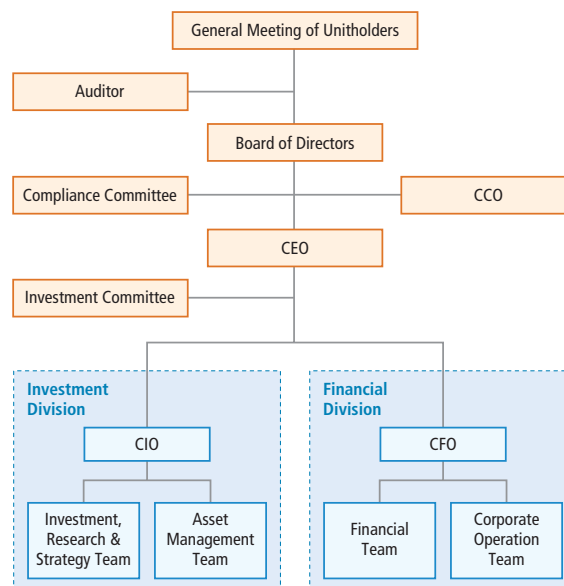 General Meeting of Unitholders
Auditor
Board of Directors
Compliance Committee
CCO
CEO
Investment Committee
Investment
Division
Financial
Division
CIO
CFO
Investment,
Research &
Strategy Team
Asset
Management
Team
Financial
Team
Corporate
Operation
Team